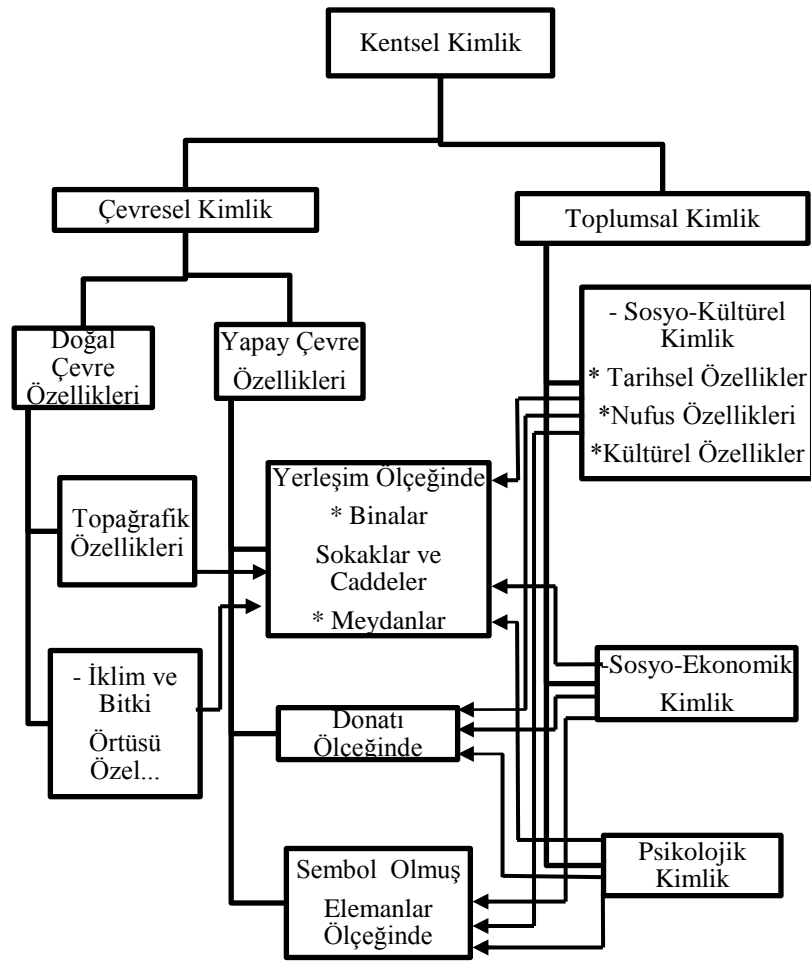 Kentsel Kimlik
Çevresel Kimlik
Toplumsal Kimlik
Doğal
Çevre
Özellikleri
Yapay Çevre
Özellikleri
- Sosyo-Kültürel
Kimlik
* Tarihsel Özellikler
*Nufus Özellikleri
*Kültürel Özellikler
Topağrafik
Özellikleri
Yerleşim Ölçeğinde
* Binalar
Sokaklar ve
Caddeler
* Meydanlar
- İklim ve
Bitki
Örtüsü
Özel...
Donatı
Ölçeğinde
-Sosyo-Ekonomik
Kimlik
Sembol Olmuş
Elemanlar
Ölçeğinde
Psikolojik
Kimlik